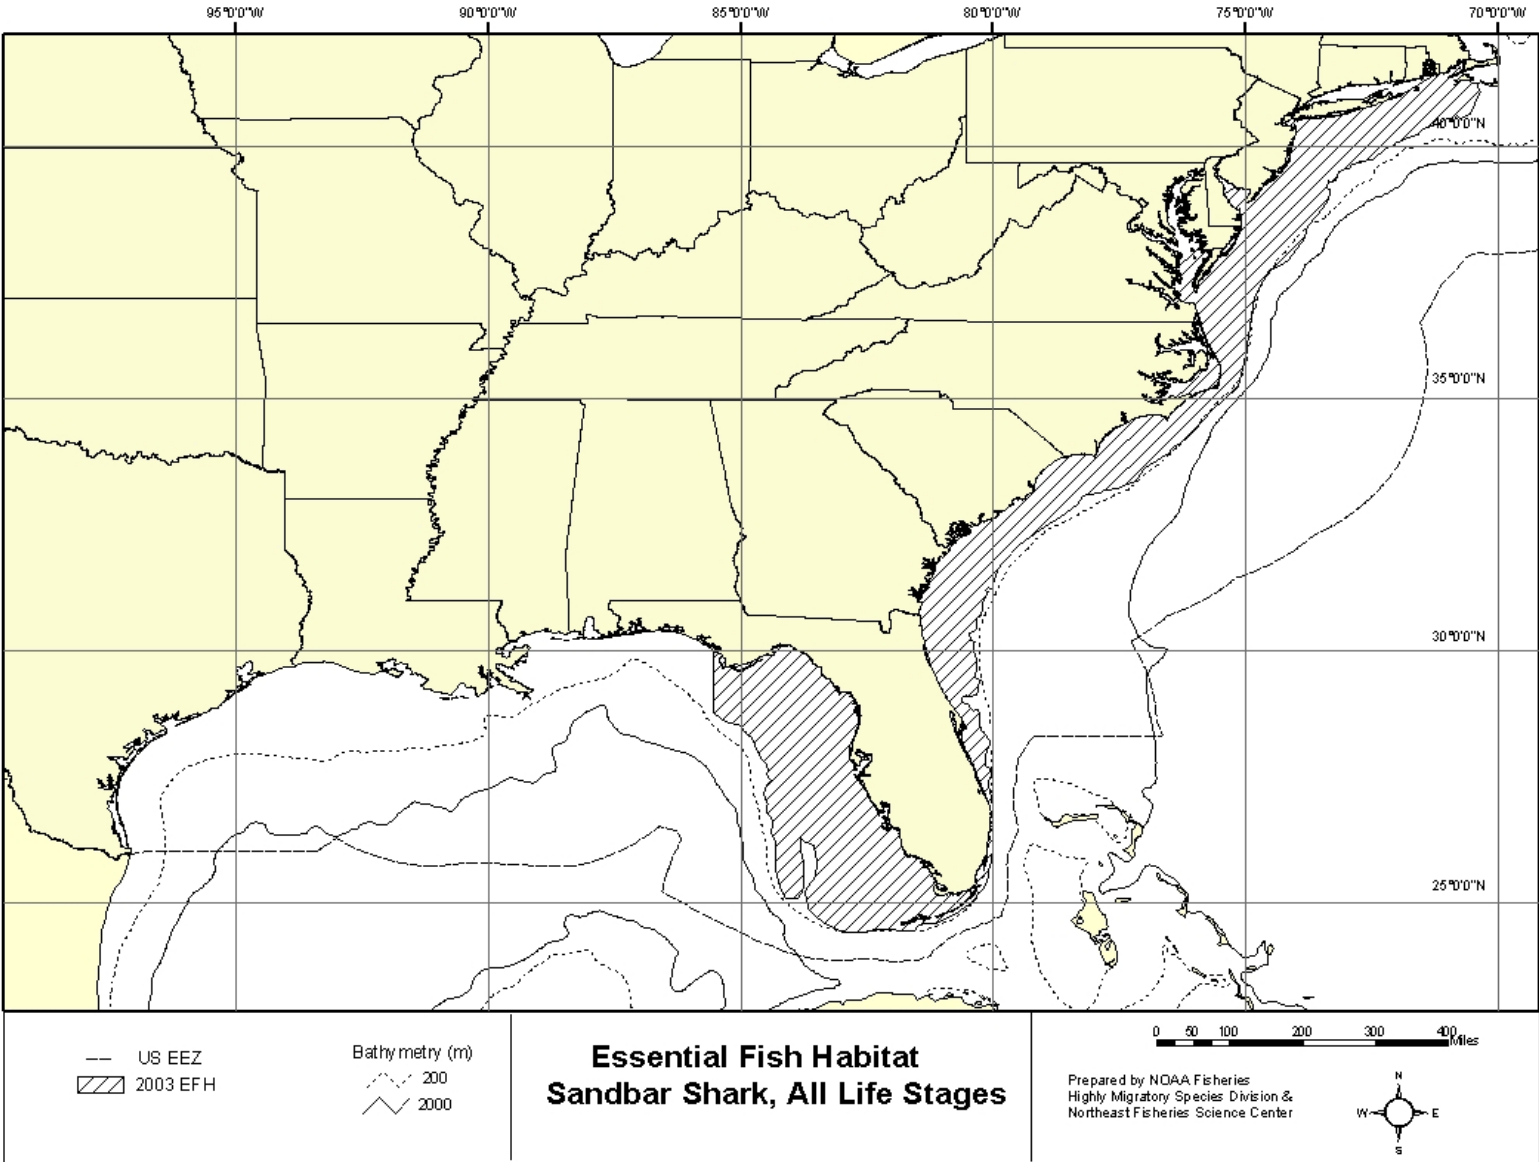 95°0'0"W
90°0'0"W
85°0'0"W
80°0'0"W
75°0'0"W
70°0'0"W
40°0'0"N
35°0'0"N
30°0'0"N
25°0'0"N
US EEZ
2003 EFH
Bathymetry (m)
200
2000
Essential Fish Habitat
Sandbar Shark, All Life Stages
0 50 100 200 300 400
Miles
Prepared by NOAA Fisheries
Highly Migratory Species Division &
Northeast Fisheries Science Center
N
W E
S